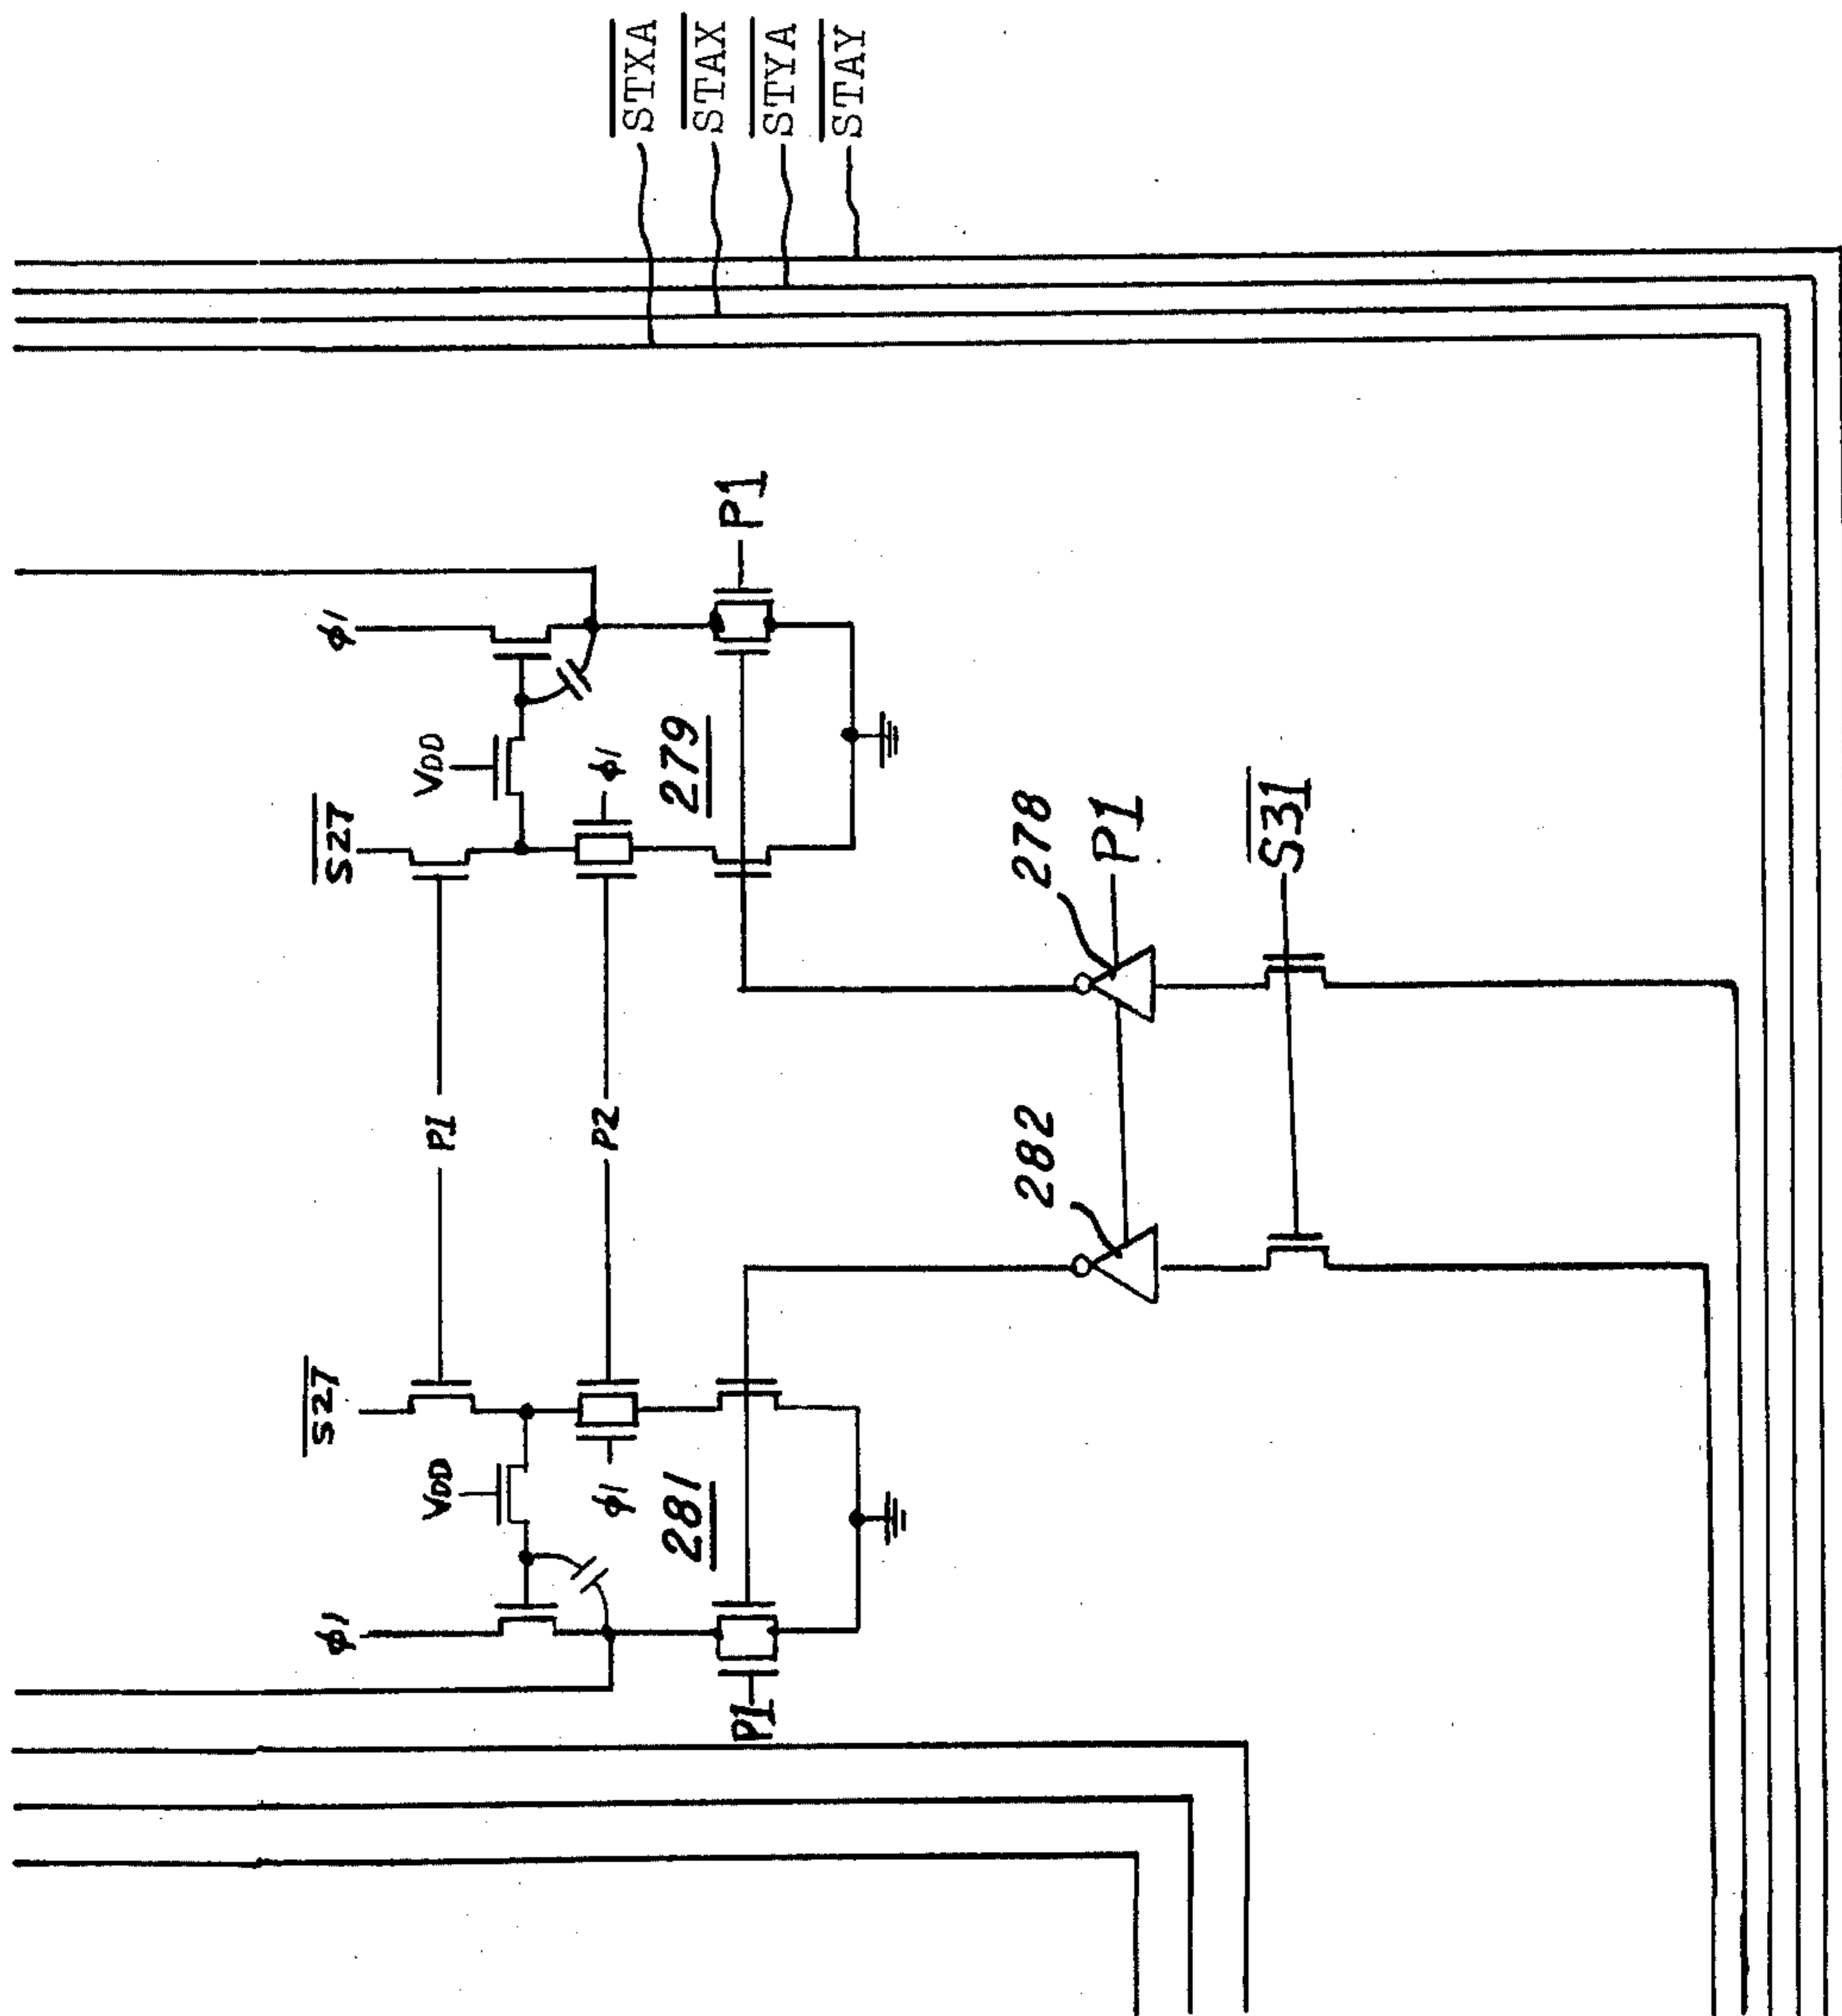 φ1
S27
S27
φ1
VDD
P1
VDD
φ1
P2
φ1
STXA
STAX
STYA
STAY
281
279
P1
P1
282
278
P1
S31